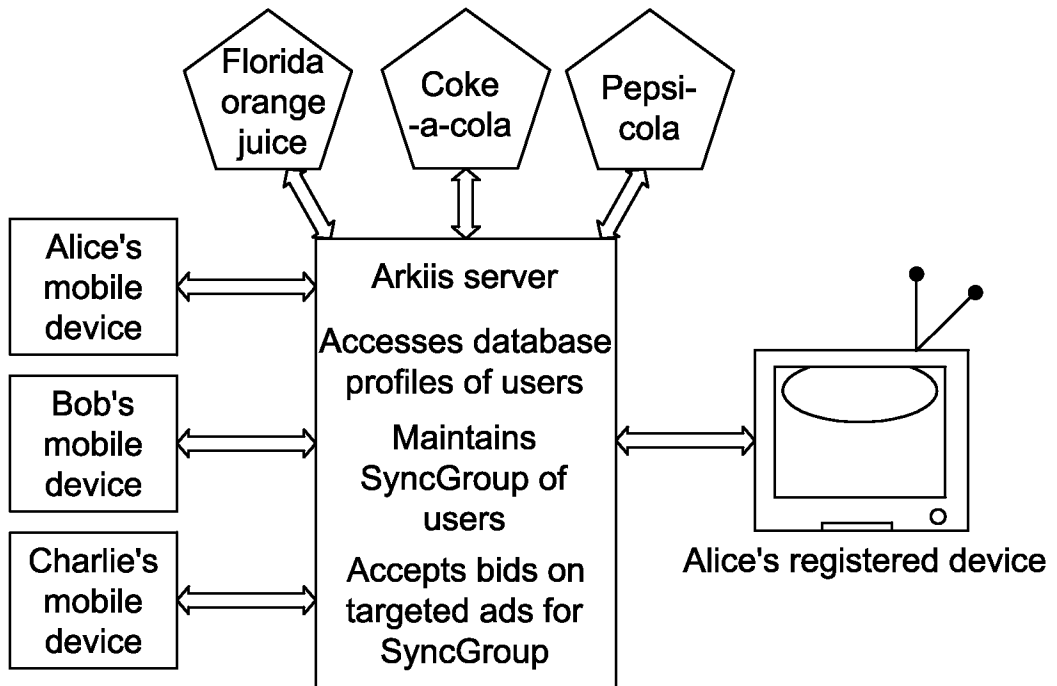 Florida
orange
juice
Coke
-a-cola
Pepsi-
cola
Alice's
mobile
device
Bob's
mobile
device
Charlie's
mobile
device
Arkiis server
Accesses database
profiles of users
Maintains
SyncGroup of
users
Accepts bids on
targeted ads for
SyncGroup
Alice's registered device